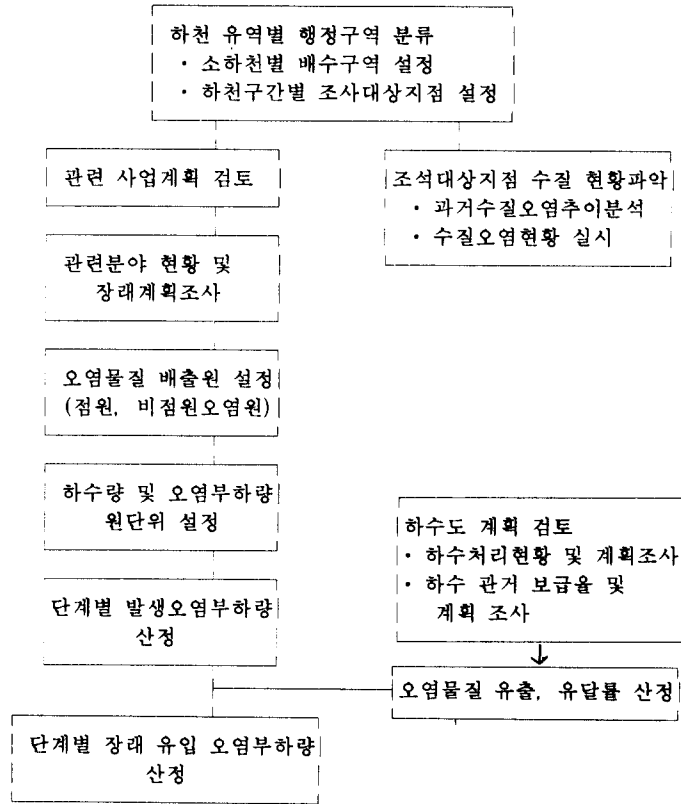 하천 유역별 행정구역 분류
· 소하천별 배수구역 설정
· 하천구간별 조사대상지점 설정
관련 사업계획 검토
조석대상지점 수질 현황파악
· 과거수질오염추이분석
· 수질오염현황 실시
관련분야 현황 및
장래계획조사
오염물질 배출원 설정
(점원, 비점원오염원)
하수량 및 오염부하량
원단위 설정
하수도 계획 검토
· 하수처리현황 및 계획조사
· 하수 관거 보급율 및
계획 조사
단계별 발생오염부하량
산정
오염물질 유출, 유달률 산정
단계별 장래 유입 오염부하량
산정